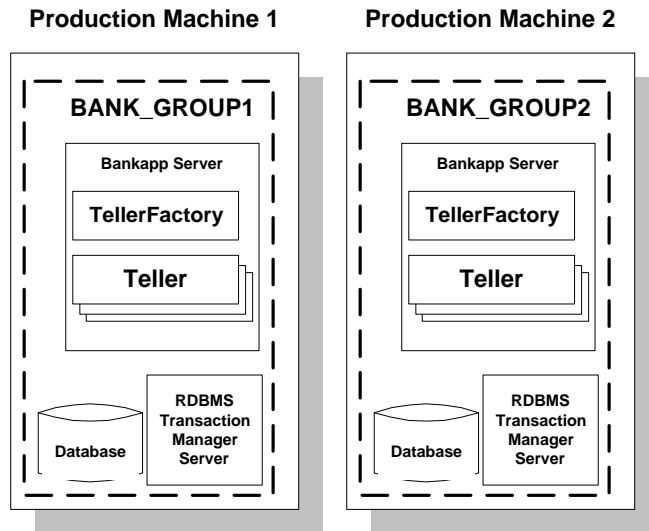 Production Machine 1
BANK_GROUP1
Bankapp Server
TellerFactory
Teller
Database
RDBMS
Transaction
Manager
Server
Production Machine 2
BANK_GROUP2
Bankapp Server
TellerFactory
Teller
Database
RDBMS
Transaction
Manager
Server